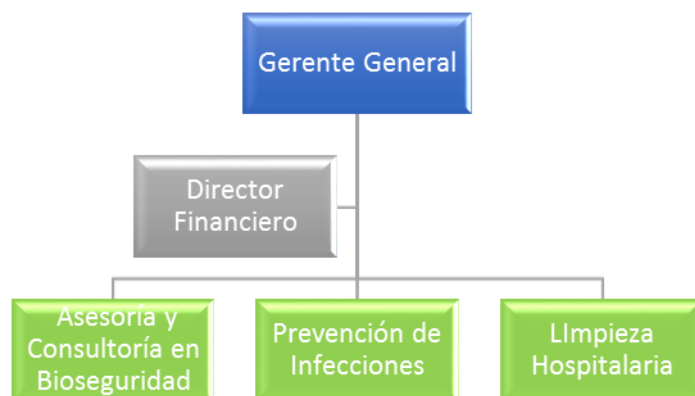 Gerente General
Director
Financiero
Asesoría y
Consultoría en
Bioseguridad
Prevención de
Infecciones
LImpieza
Hospitalaria